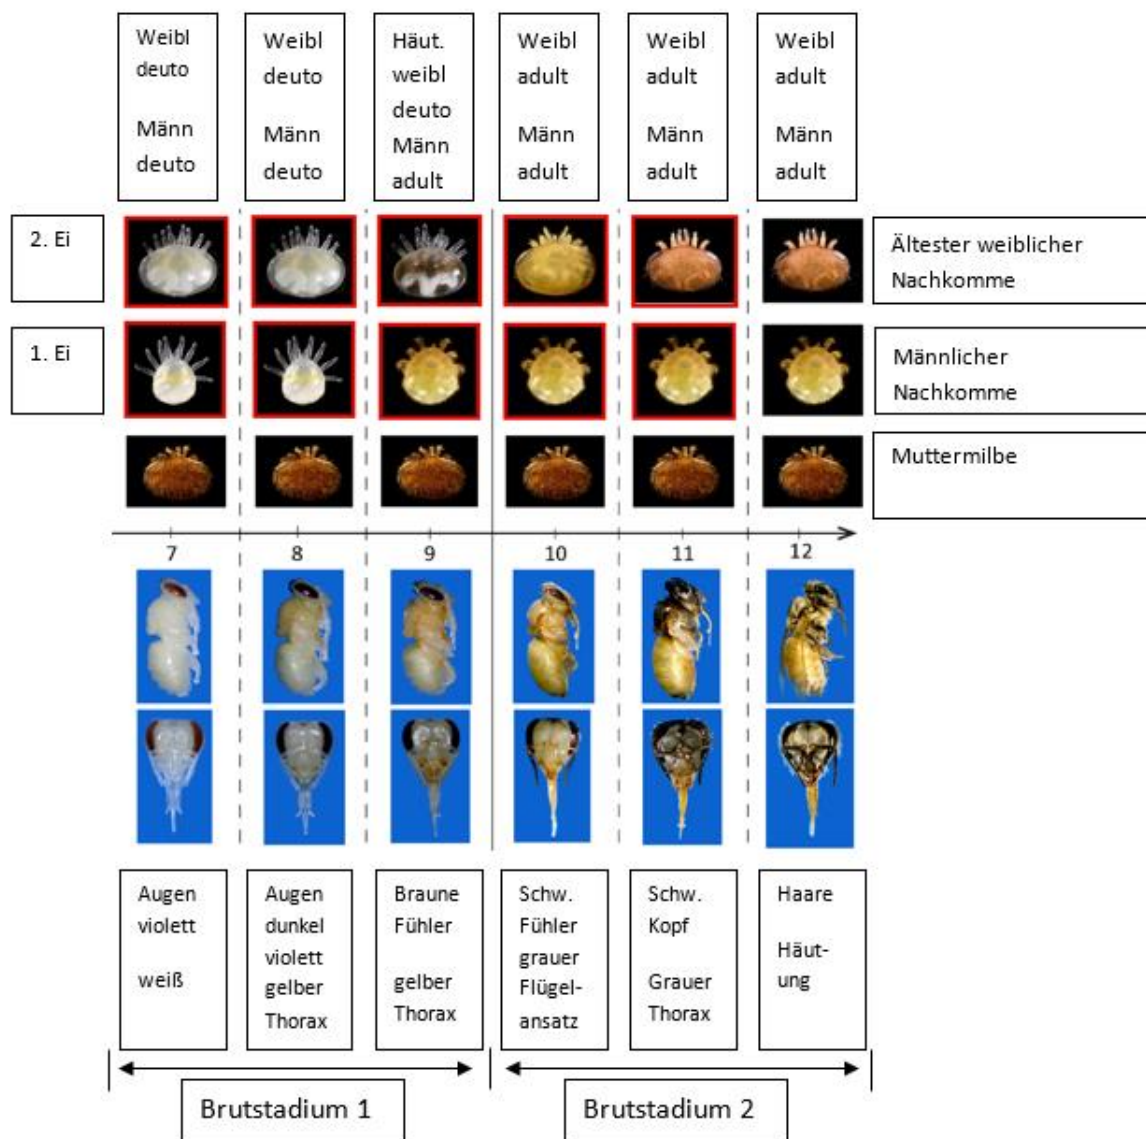 Weibl
deuto
Männ
deuto
Weibl
deuto
Männ
deuto
Häut.
weibl
deuto
Männ
adult
Weibl
adult
Männ
adult
Weibl
adult
Männ
adult
Weibl
adult
Männ
adult
2. Ei
Ältester weiblicher
Nachkomme
1. Ei
Männlicher
Nachkomme
Muttermilbe
7
8
9
10
11
12
Augen
violett
weiß
Augen
dunkel
violett
gelber
Thorax
Braune
Fühler
gelber
Thorax
Schw.
Fühler
grauer
Flügel-
ansatz
Schw.
Kopf
Grauer
Thorax
Haare
Häut-
ung
Brutstadium 1
Brutstadium 2